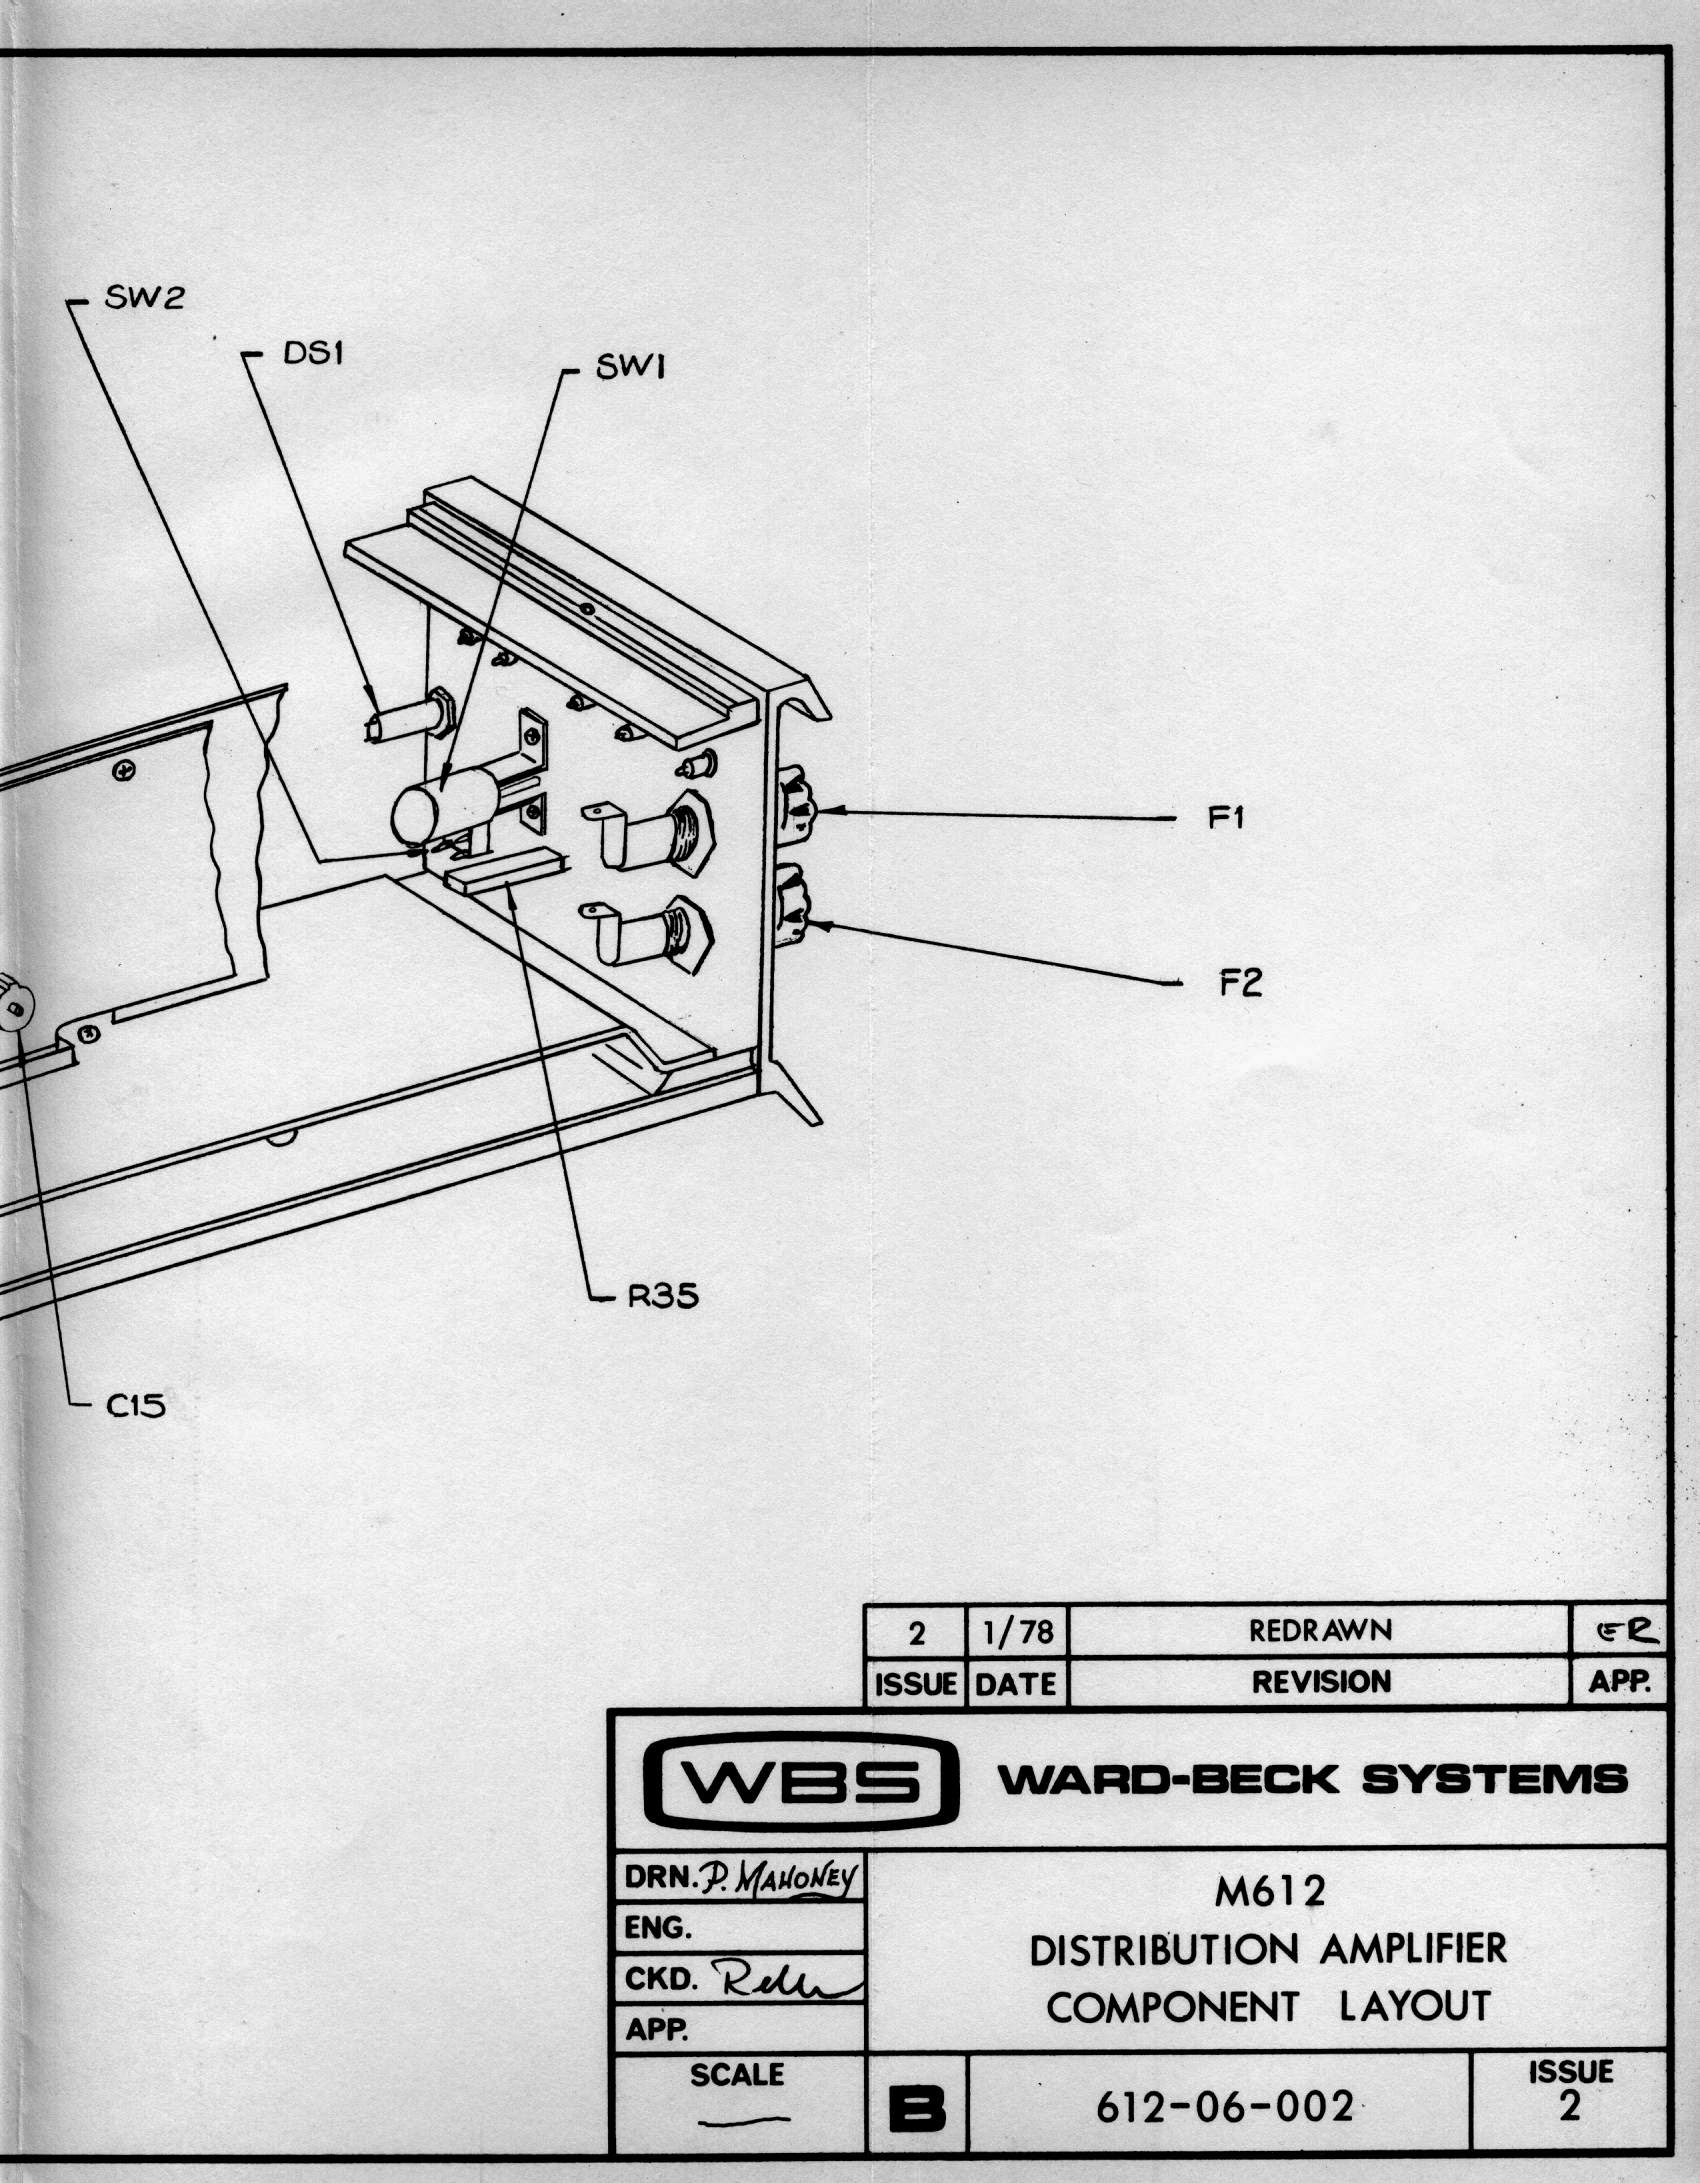 SW2
DS1
SW1
F1
F2
R35
C15
2 1/78 REDRAWN ER
ISSUE DATE REVISION APP.
WBS WARD-BECK SYSTEMS
DRN. P. MAHONEY
ENG.
CKD.
APP.
M612
DISTRIBUTION AMPLIFIER
COMPONENT LAYOUT
SCALE
B
612-06-002
ISSUE
2